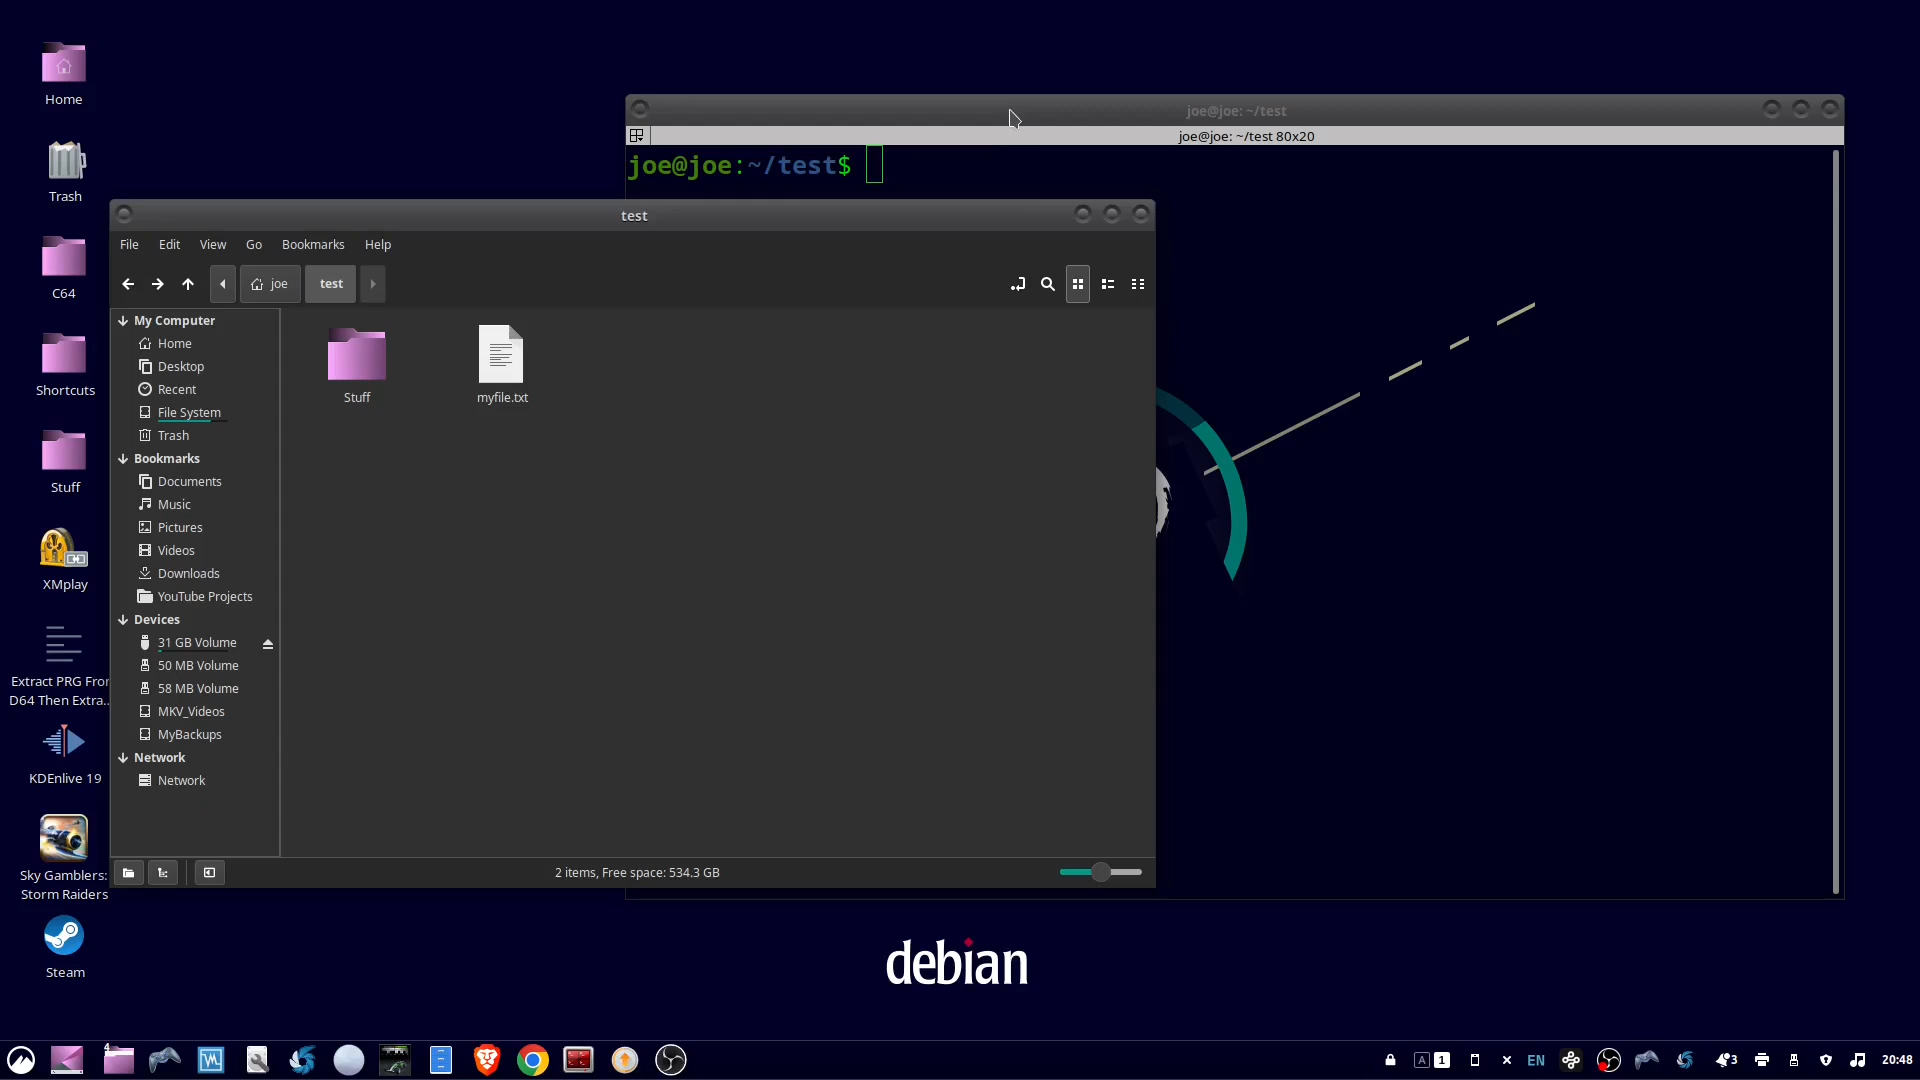 Home
Trash
C64
Shortcuts
Stuff
XMplay
Extract PRG Fror
D64 Then Extra...
KDEnlive 19
Sky Gamblers:
Storm Raiders
Steam
joe@joe: ~/test
joe@joe: ~/test 80x20
joe@joe:~/test$
test
File Edit View Go Bookmarks Help
joe test
My Computer
Home
Desktop
Recent
File System
Trash
Bookmarks
Documents
Music
Pictures
Videos
Downloads
YouTube Projects
Devices
31 GB Volume
50 MB Volume
58 MB Volume
MKV_Videos
MyBackups
Network
Network
Stuff
myfile.txt
2 items, Free space: 534.3 GB
debian
4
A 1 EN 3 20:48